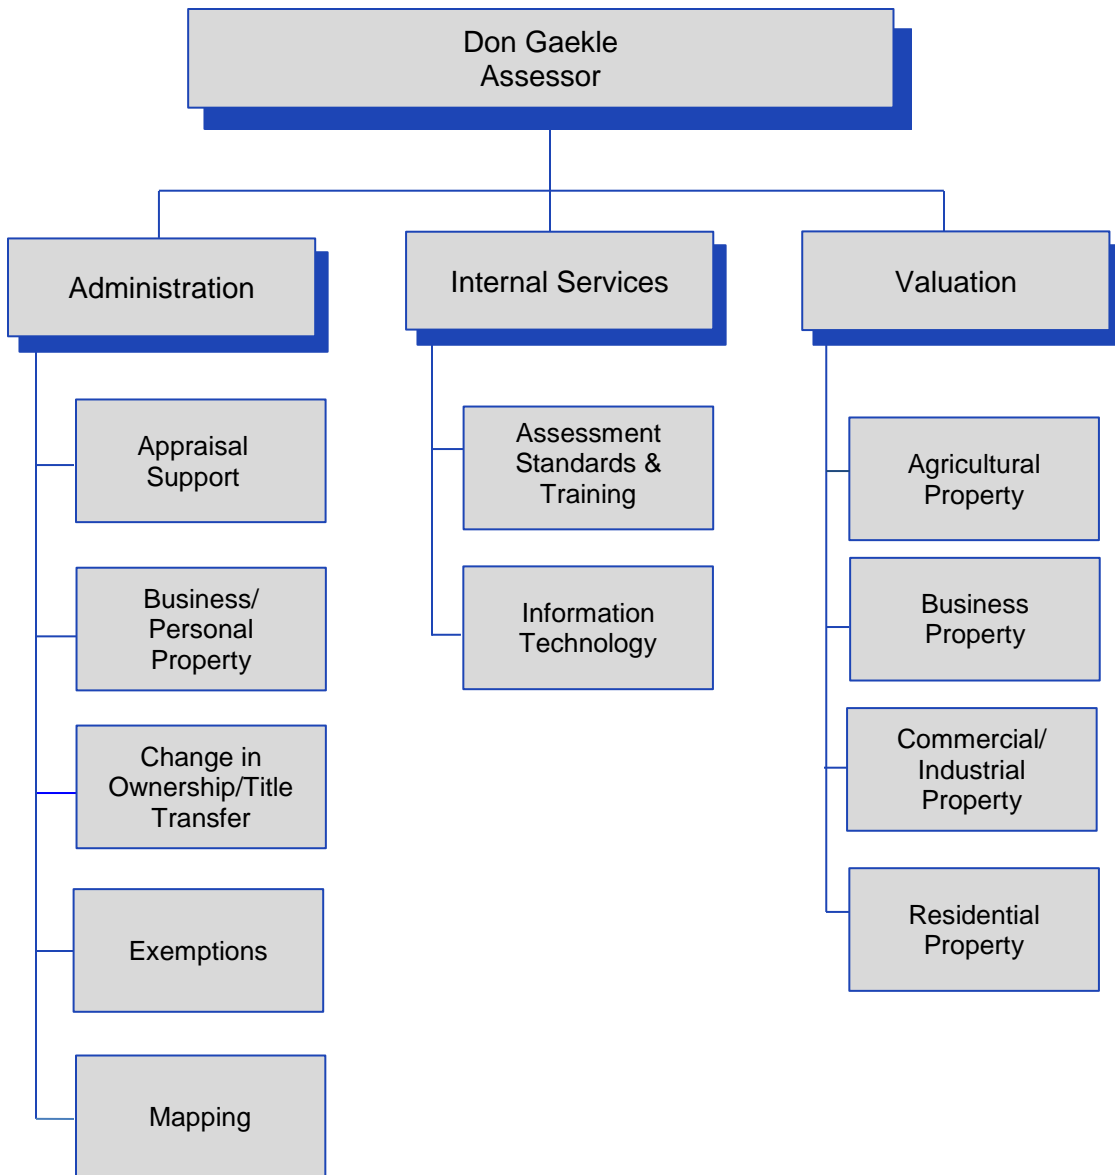 Don Gaekle
Assessor
Administration
Internal Services
Valuation
Appraisal
Support
Business/
Personal
Property
Change in
Ownership/Title
Transfer
Exemptions
Mapping
Assessment
Standards &
Training
Information
Technology
Agricultural
Property
Business
Property
Commercial/
Industrial
Property
Residential
Property